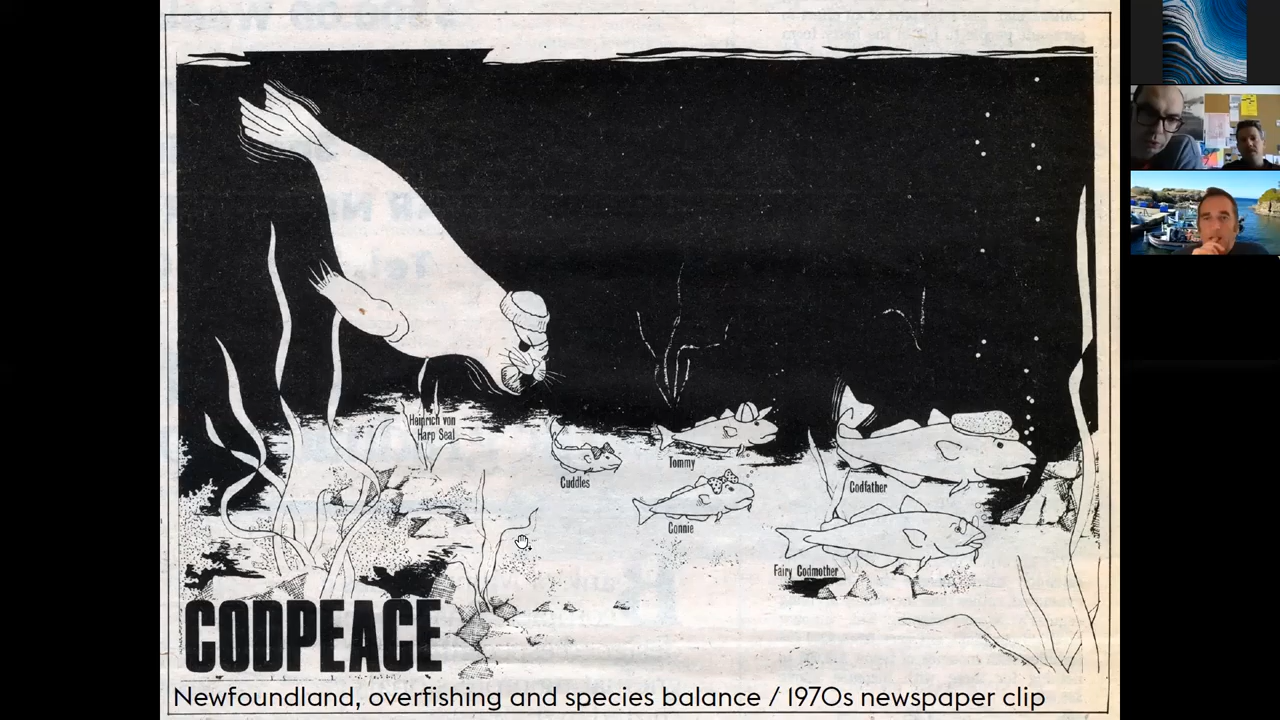 Heinrich von
Harp Seal
Cuddles
Tommy
Connie
Codfather
Fairy Codmother
CODPEACE
Newfoundland, overfishing and species balance / 1970s newspaper clip